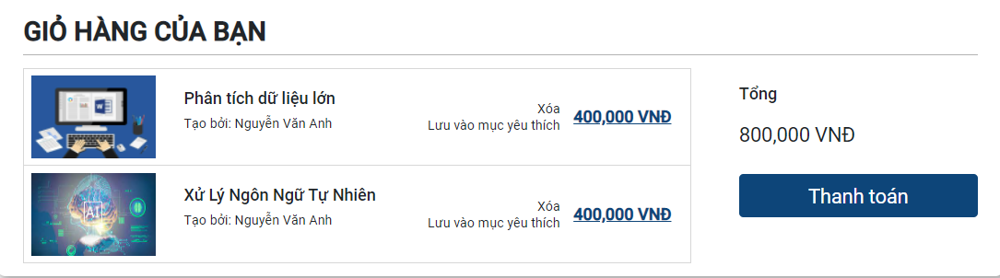 GIỎ HÀNG CỦA BẠN
Phân tích dữ liệu lớn
Tạo bởi: Nguyễn Văn Anh
Xóa
Lưu vào mục yêu thích
400,000 VNĐ
Xử Lý Ngôn Ngữ Tự Nhiên
Tạo bởi: Nguyễn Văn Anh
Xóa
Lưu vào mục yêu thích
400,000 VNĐ
Tổng
800,000 VNĐ
Thanh toán
W
AI